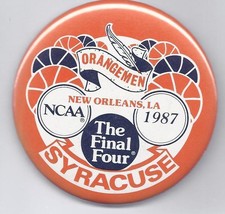 ORANGEMEN
NEW ORLEANS, LA
NCAA®
1987
The
Final
Four®
SYRACUSE